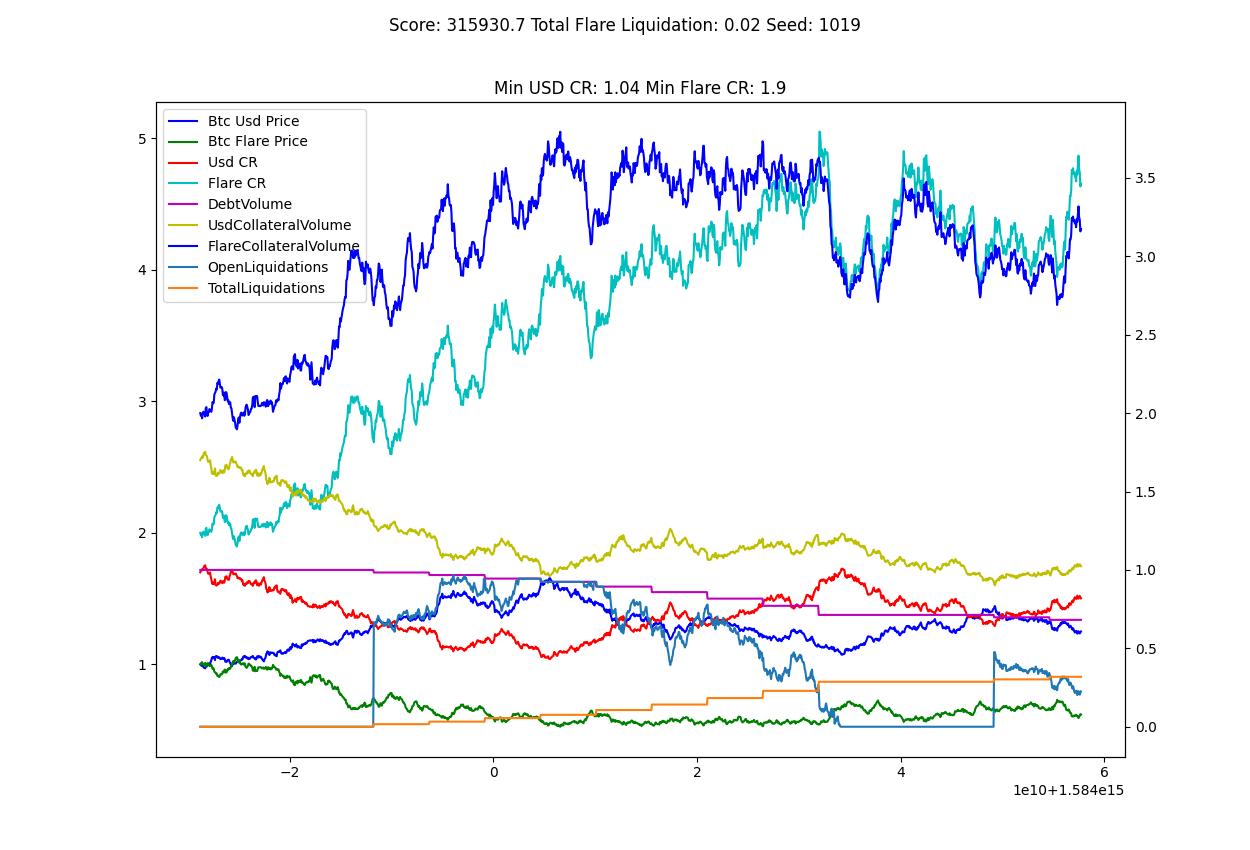 Score: 315930.7 Total Flare Liquidation: 0.02 Seed: 1019
Min USD CR: 1.04 Min Flare CR: 1.9
Btc Usd Price
Btc Flare Price
Usd CR
Flare CR
DebtVolume
UsdCollateralVolume
FlareCollateralVolume
OpenLiquidations
TotalLiquidations
5
4
3
2
1
3.5
3.0
2.5
2.0
1.5
1.0
0.5
0.0
−2 0 2 4 6
1e10+1.584e15